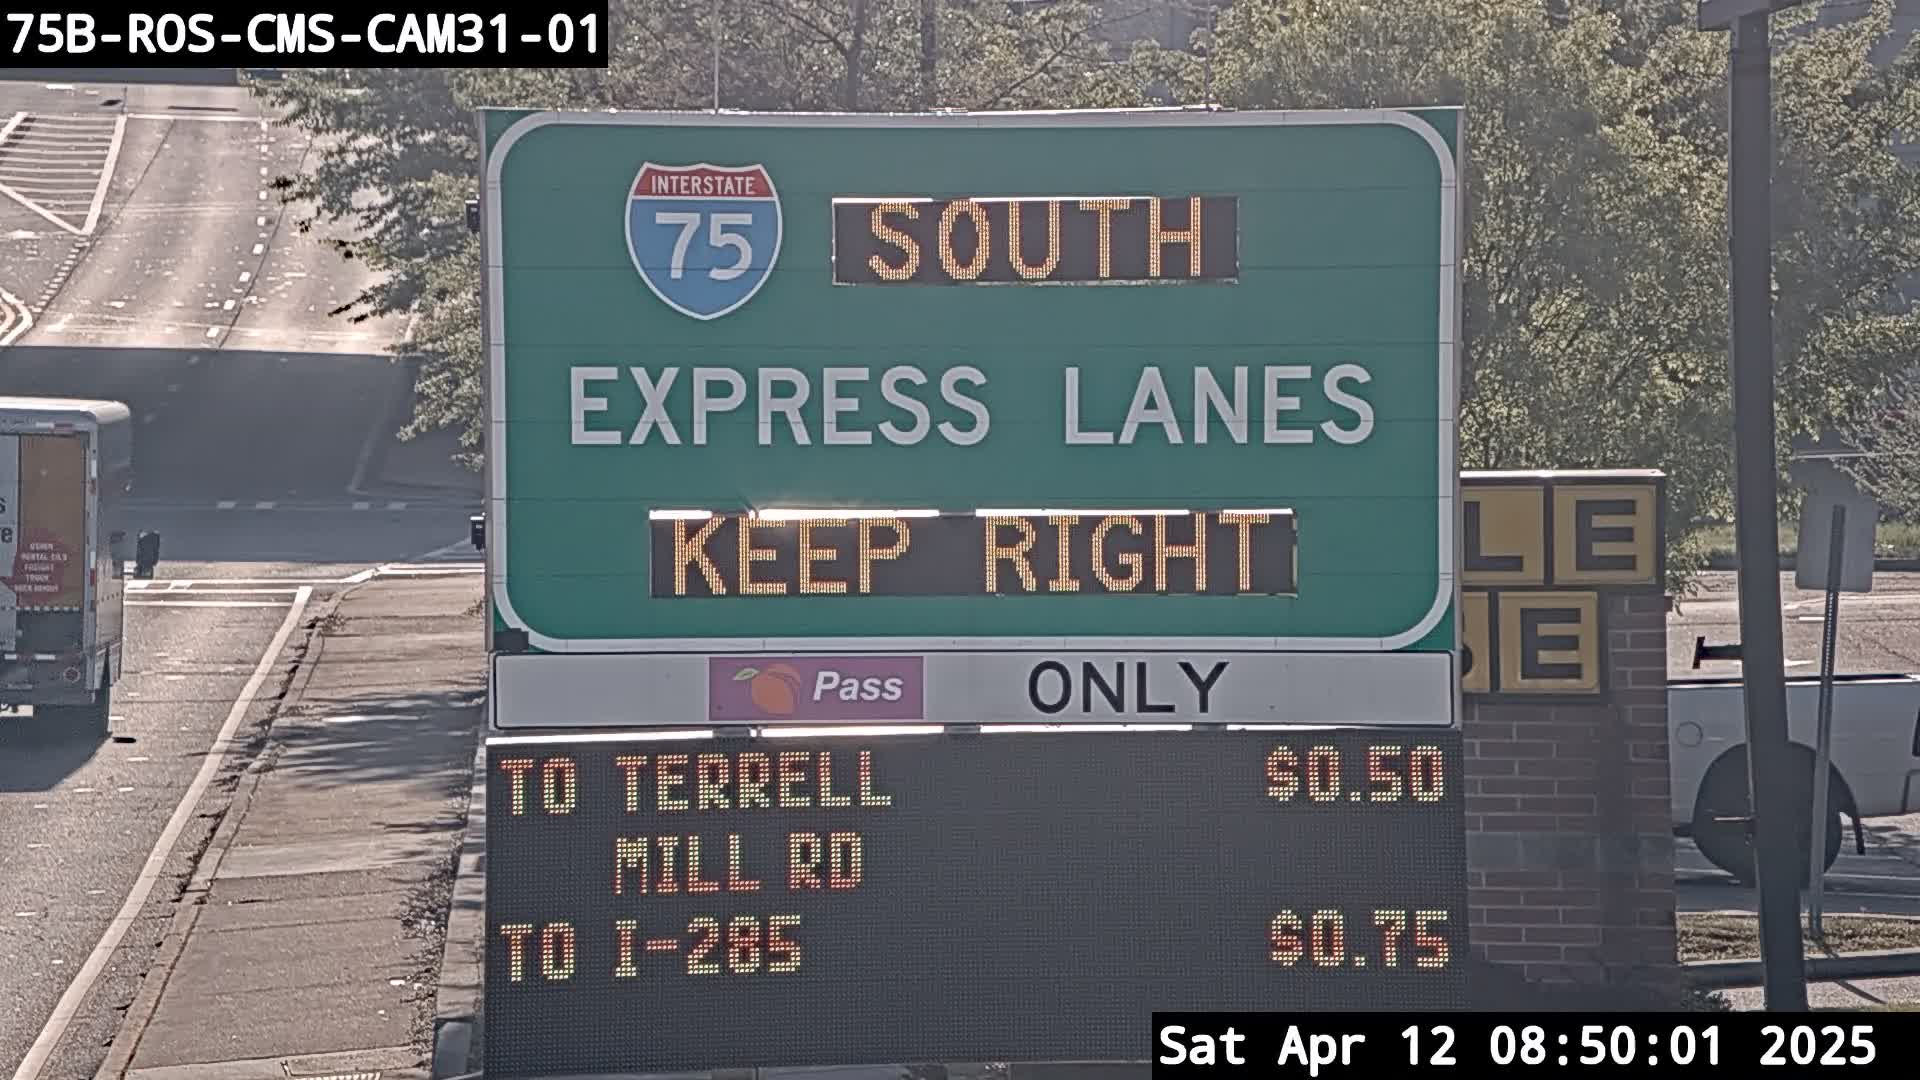 75B-ROS-CMS-CAM31-01
INTERSTATE
75
SOUTH
EXPRESS LANES
KEEP RIGHT
Pass ONLY
TO TERRELL $0.50
MILL RD
TO I-285 $0.75
LE
E
Sat Apr 12 08:50:01 2025